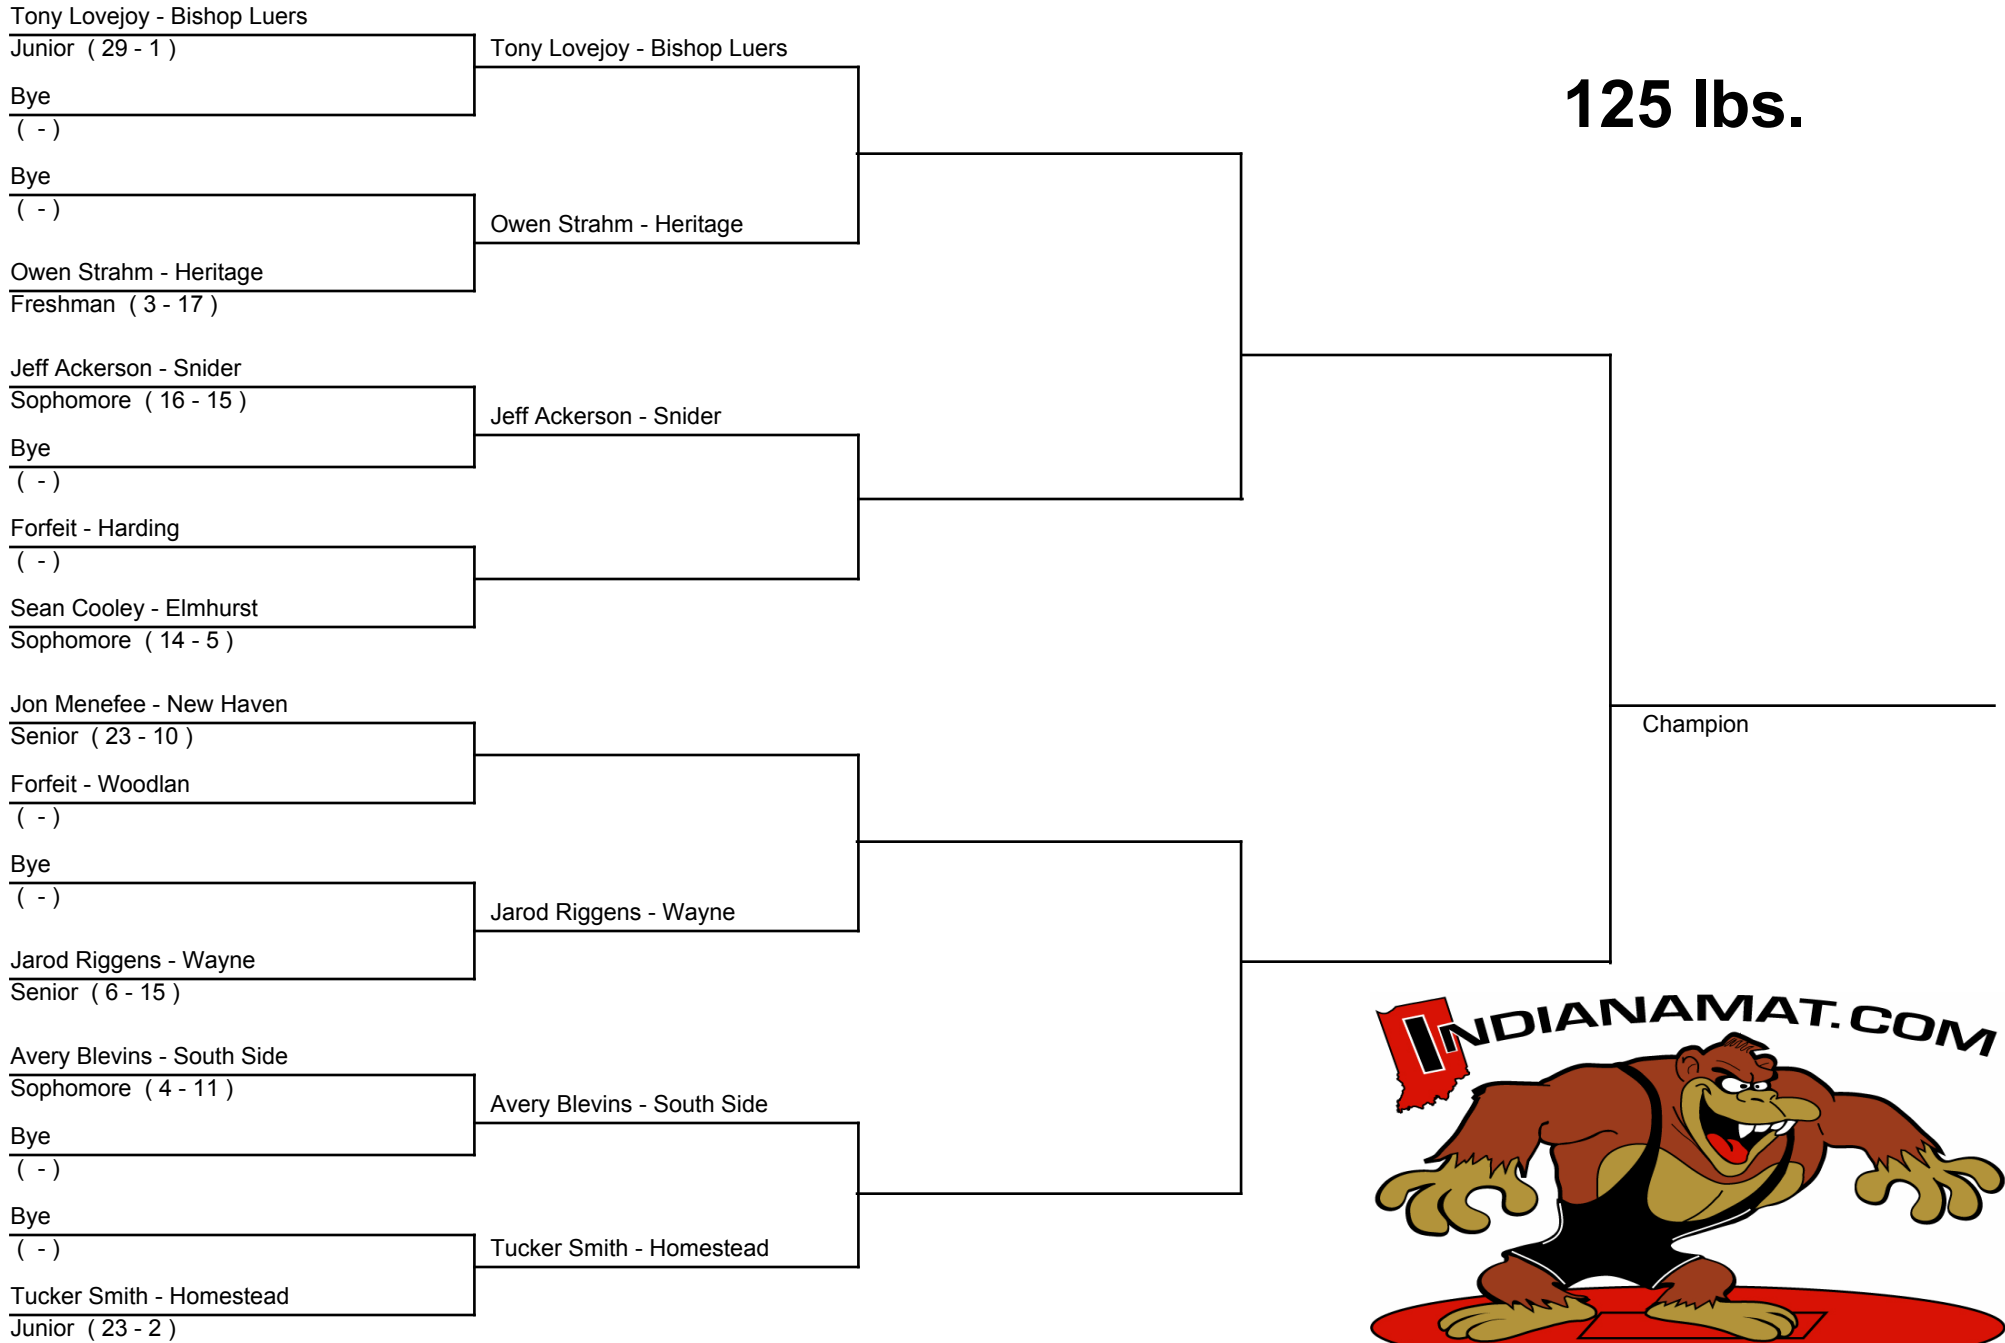 Tony Lovejoy - Bishop Luers
Junior ( 29 - 1 )
Bye
( - )
Bye
( - )
Owen Strahm - Heritage
Freshman ( 3 - 17 )
Jeff Ackerson - Snider
Sophomore ( 16 - 15 )
Bye
( - )
Forfeit - Harding
( - )
Sean Cooley - Elmhurst
Sophomore ( 14 - 5 )
Jon Menefee - New Haven
Senior ( 23 - 10 )
Forfeit - Woodlan
( - )
Bye
( - )
Jarod Riggens - Wayne
Senior ( 6 - 15 )
Avery Blevins - South Side
Sophomore ( 4 - 11 )
Bye
( - )
Bye
( - )
Tucker Smith - Homestead
Junior ( 23 - 2 )
Tony Lovejoy - Bishop Luers
Owen Strahm - Heritage
Jeff Ackerson - Snider
Jarod Riggens - Wayne
Avery Blevins - South Side
Tucker Smith - Homestead
125 lbs.
Champion
INDIANAMAT.COM